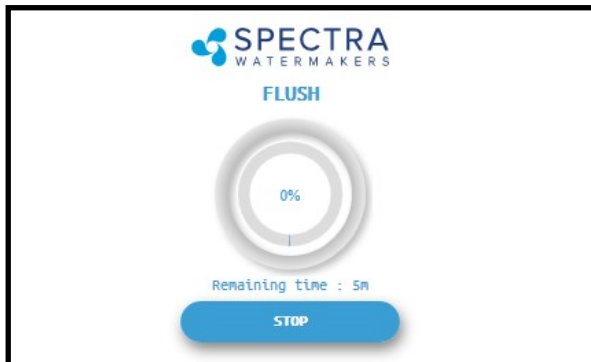 SPECTRA
WATERMAKERS
FLUSH
0%
Remaining time : 5m
STOP